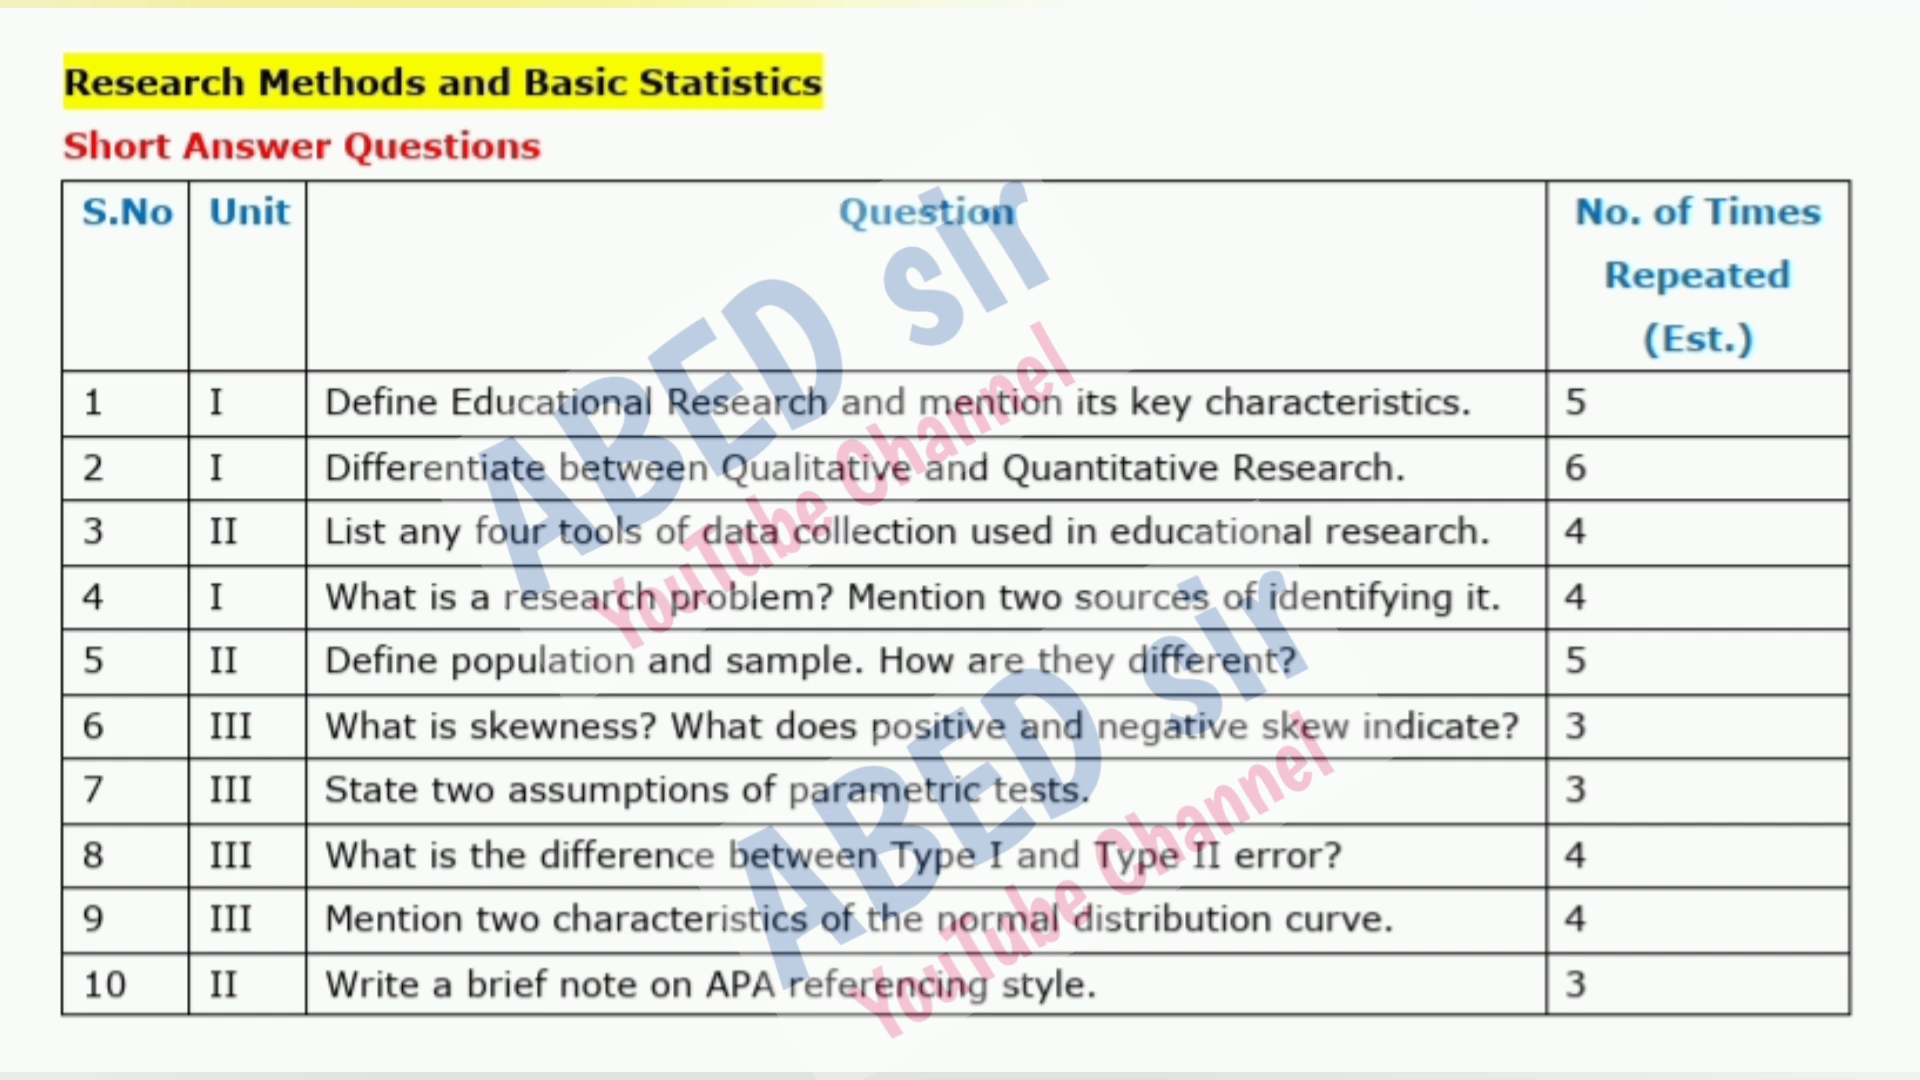 Research Methods and Basic Statistics
Short Answer Questions
S.No Unit Question No. of Times Repeated (Est.)
1 I Define Educational Research and mention its key characteristics. 5
2 I Differentiate between Qualitative and Quantitative Research. 6
3 II List any four tools of data collection used in educational research. 4
4 I What is a research problem? Mention two sources of identifying it. 4
5 II Define population and sample. How are they different? 5
6 III What is skewness? What does positive and negative skew indicate? 3
7 III State two assumptions of parametric tests. 3
8 III What is the difference between Type I and Type II error? 4
9 III Mention two characteristics of the normal distribution curve. 4
10 II Write a brief note on APA referencing style. 3
ABED sir
YouTube Channel
ABED sir
YouTube Channel